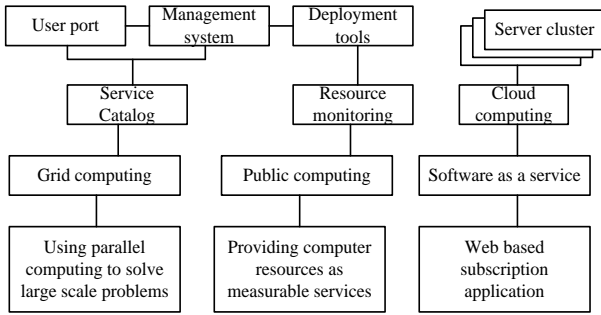 User port
Management
system
Deployment
tools
Server cluster
Service
Catalog
Resource
monitoring
Cloud
computing
Grid computing
Public computing
Software as a service
Using parallel
computing to solve
large scale problems
Providing computer
resources as
measurable services
Web based
subscription
application